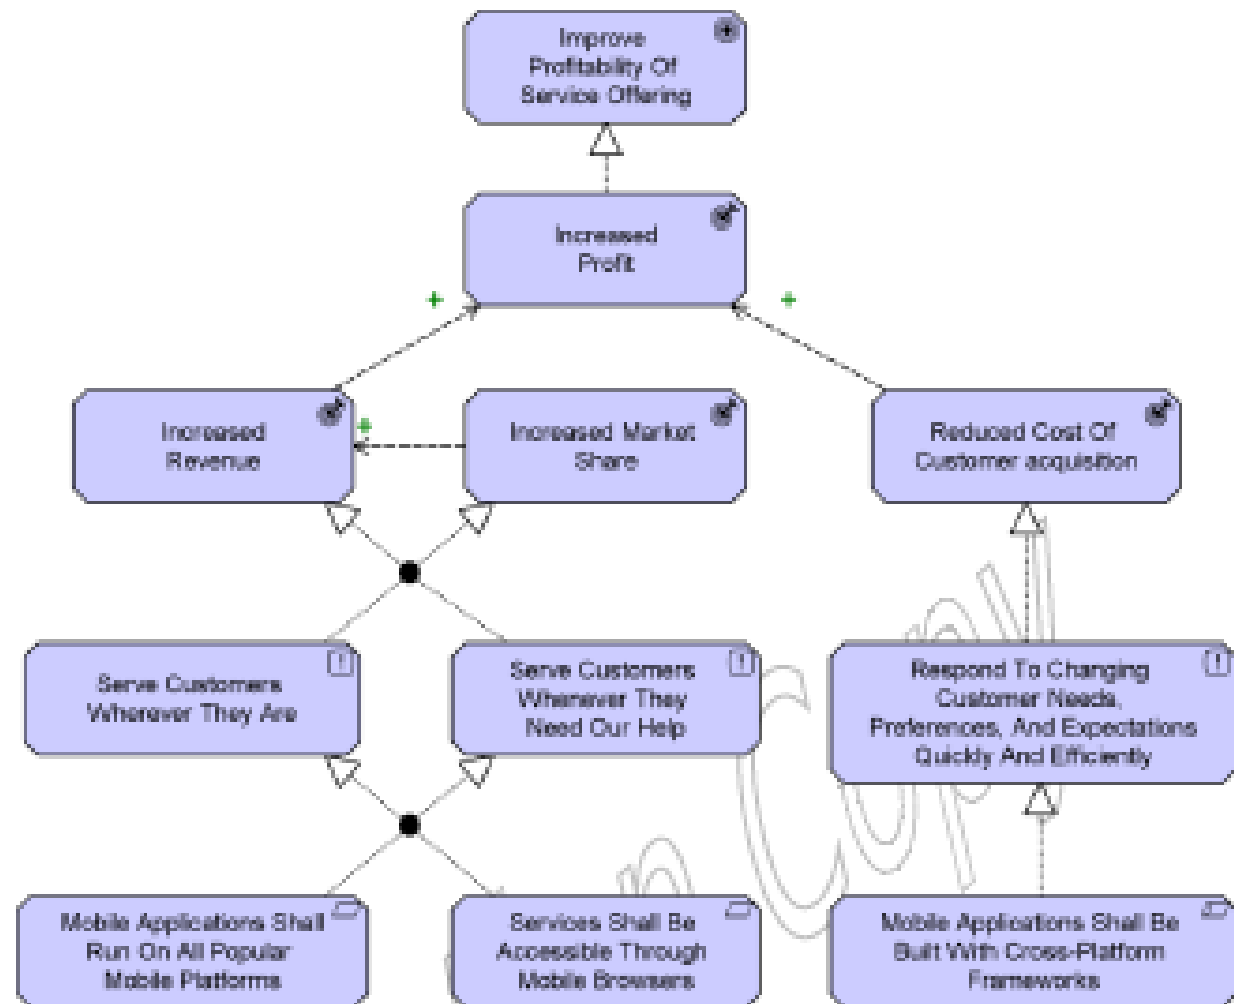 Improve
Profitability Of
Service Offering
Increased
Profit
+
+
Increased
Revenue
+
Increased Market
Share
Reduced Cost Of
Customer acquisition
Serve Customers
Wherever They Are
!
Serve Customers
Whenever They
Need Our Help
!
Respond To Changing
Customer Needs,
Preferences, And Expectations
Quickly And Efficiently
!
Mobile Applications Shall
Run On All Popular
Mobile Platforms
Services Shall Be
Accessible Through
Mobile Browsers
Mobile Applications Shall Be
Built With Cross-Platform
Frameworks